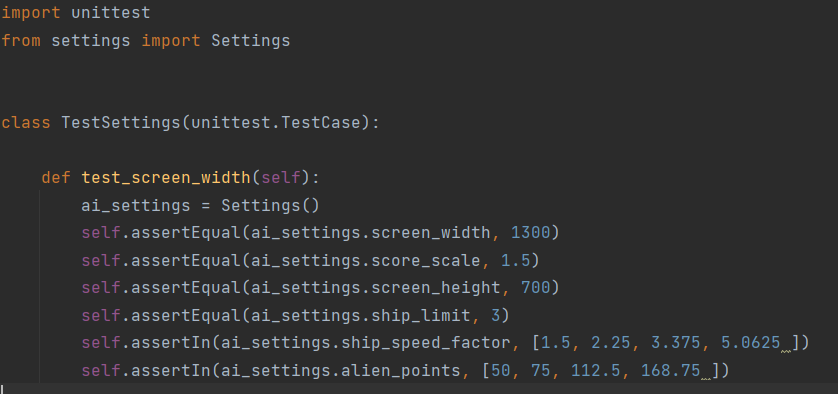 import unittest
from settings import Settings
class TestSettings(unittest.TestCase):
def test_screen_width(self):
ai_settings = Settings()
self.assertEqual(ai_settings.screen_width, 1300)
self.assertEqual(ai_settings.score_scale, 1.5)
self.assertEqual(ai_settings.screen_height, 700)
self.assertEqual(ai_settings.ship_limit, 3)
self.assertIn(ai_settings.ship_speed_factor, [1.5, 2.25, 3.375, 5.0625 ])
self.assertIn(ai_settings.alien_points, [50, 75, 112.5, 168.75 ])